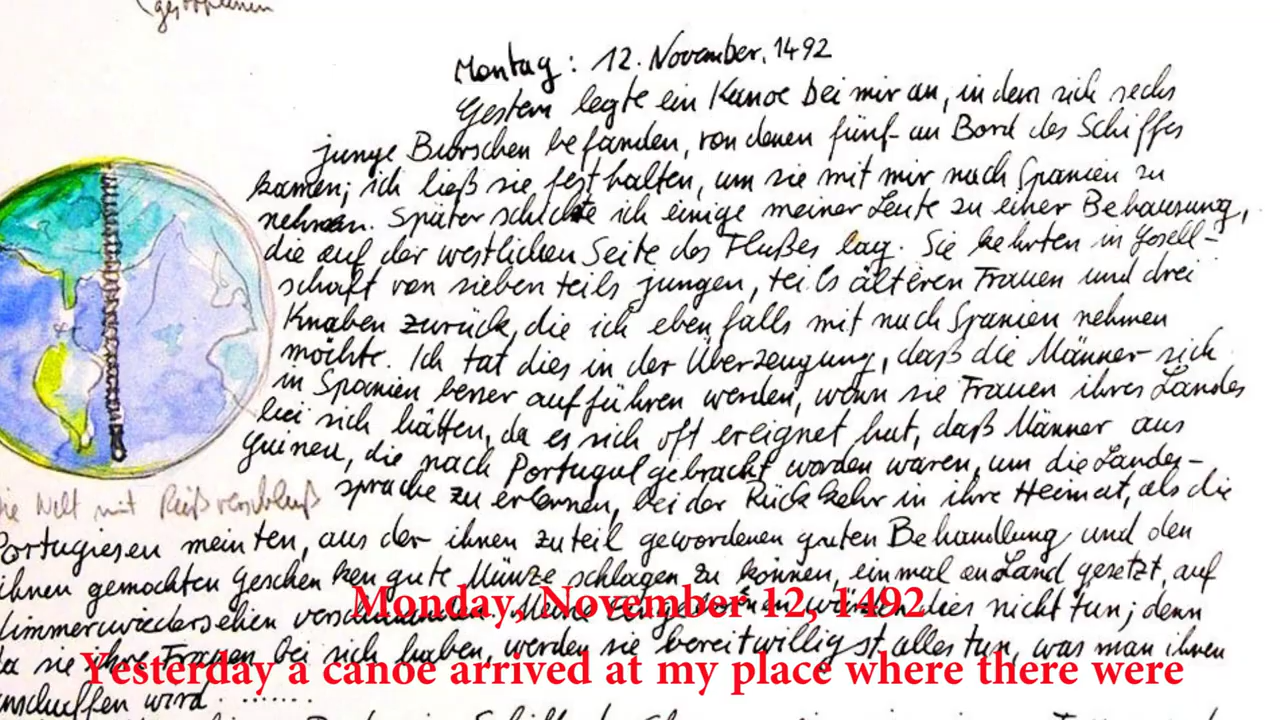 Montag: 12. November, 1492
Gestern legte ein Kanoe bei mir an, in dem sich sechs
junge Burschen befanden, von denen fünf an Bord des Schiffes
kamen; ich ließ sie festhalten, um sie mit mir nach Spanien zu
nehmen. Später schickte ich einige meiner Leute zu einer Behausung,
die auf der westlichen Seite des Flußes lag. Sie kehrten in Gesell-
schaft von sieben teils jungen, teils älteren Frauen und drei
Knaben zurück, die ich ebenfalls mit nach Spanien nehmen
möchte. Ich tat dies in der Überzeugung, daß die Männer sich
in Spanien besser aufführen werden, wenn sie Frauen ihres Landes
bei sich hätten, da es sich oft ereignet hat, daß Männer aus
Guinea, die nach Portugal gebracht worden waren, um die Landes-
sprache zu erlernen, bei der Rückkehr in ihre Heimat, als die
die Welt mit Reißverschluß
Portugiesen meinten, aus der ihnen zuteil gewordenen guten Behandlung und den
ihnen gemachten Geschenken gute Münze schlagen zu können, einmal an Land gesetzt, auf
Nimmerwiedersehen dies nicht tun; denn
da sie ihre Frauen bei sich haben, werden sie bereitwilligst alles tun, was man ihnen
anschaffen wird .......
Monday, November 12, 1492
Yesterday a canoe arrived at my place where there were